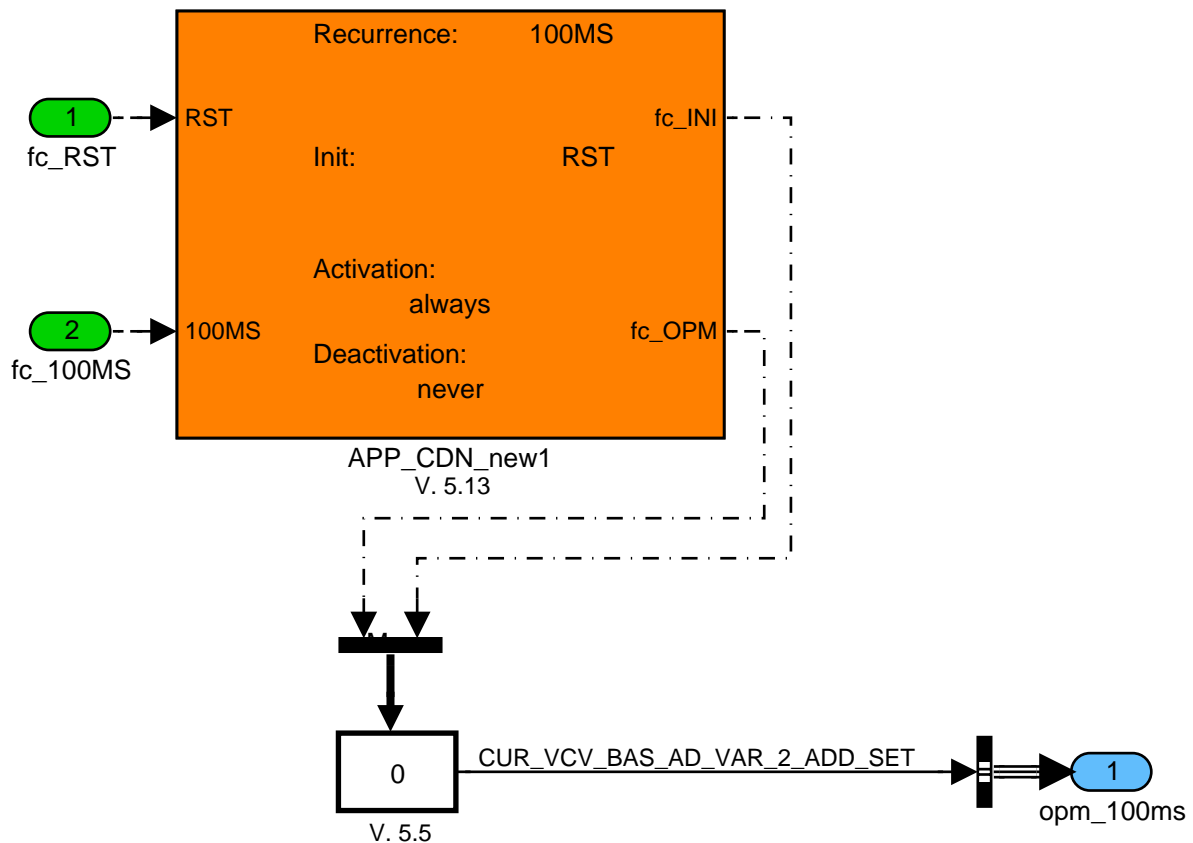 Recurrence: 100MS
1
RST
fc_INI
fc_RST
Init: RST
Activation:
always
2
100MS
fc_OPM
fc_100MS
Deactivation:
never
APP_CDN_new1
V. 5.13
0
CUR_VCV_BAS_AD_VAR_2_ADD_SET
1
V. 5.5
opm_100ms